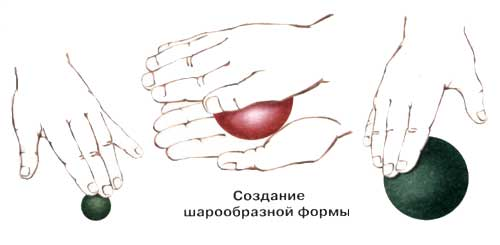 Создание
шарообразной формы